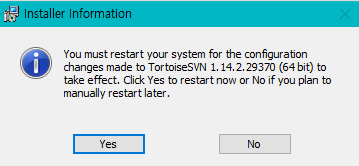 Installer Information
You must restart your system for the configuration
changes made to TortoiseSVN 1.14.2.29370 (64 bit) to
take effect. Click Yes to restart now or No if you plan to
manually restart later.
Yes
No